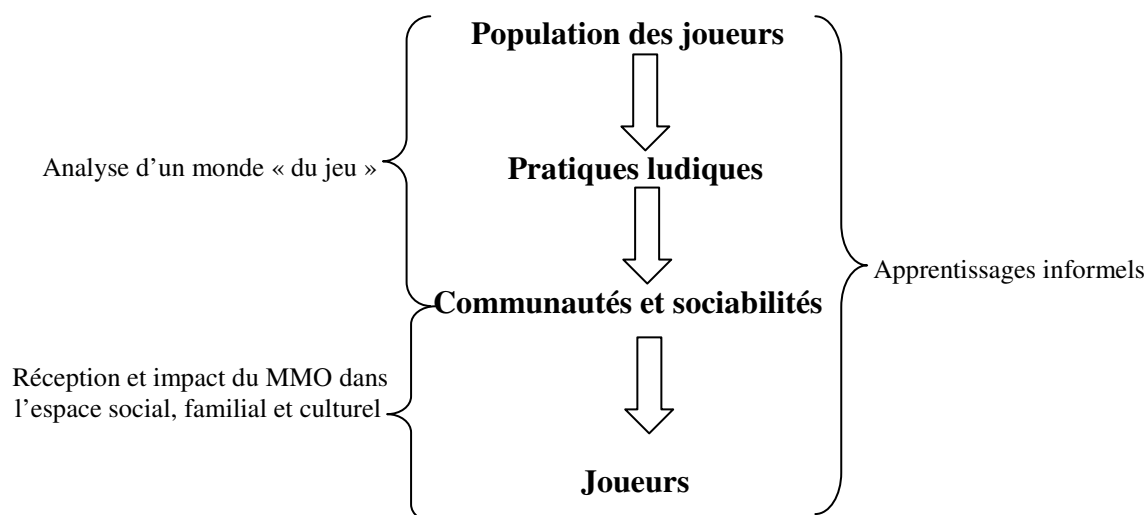 Population des joueurs
Analyse d’un monde « du jeu »
Pratiques ludiques
Apprentissages informels
Communautés et sociabilités
Réception et impact du MMO dans
l’espace social, familial et culturel
Joueurs